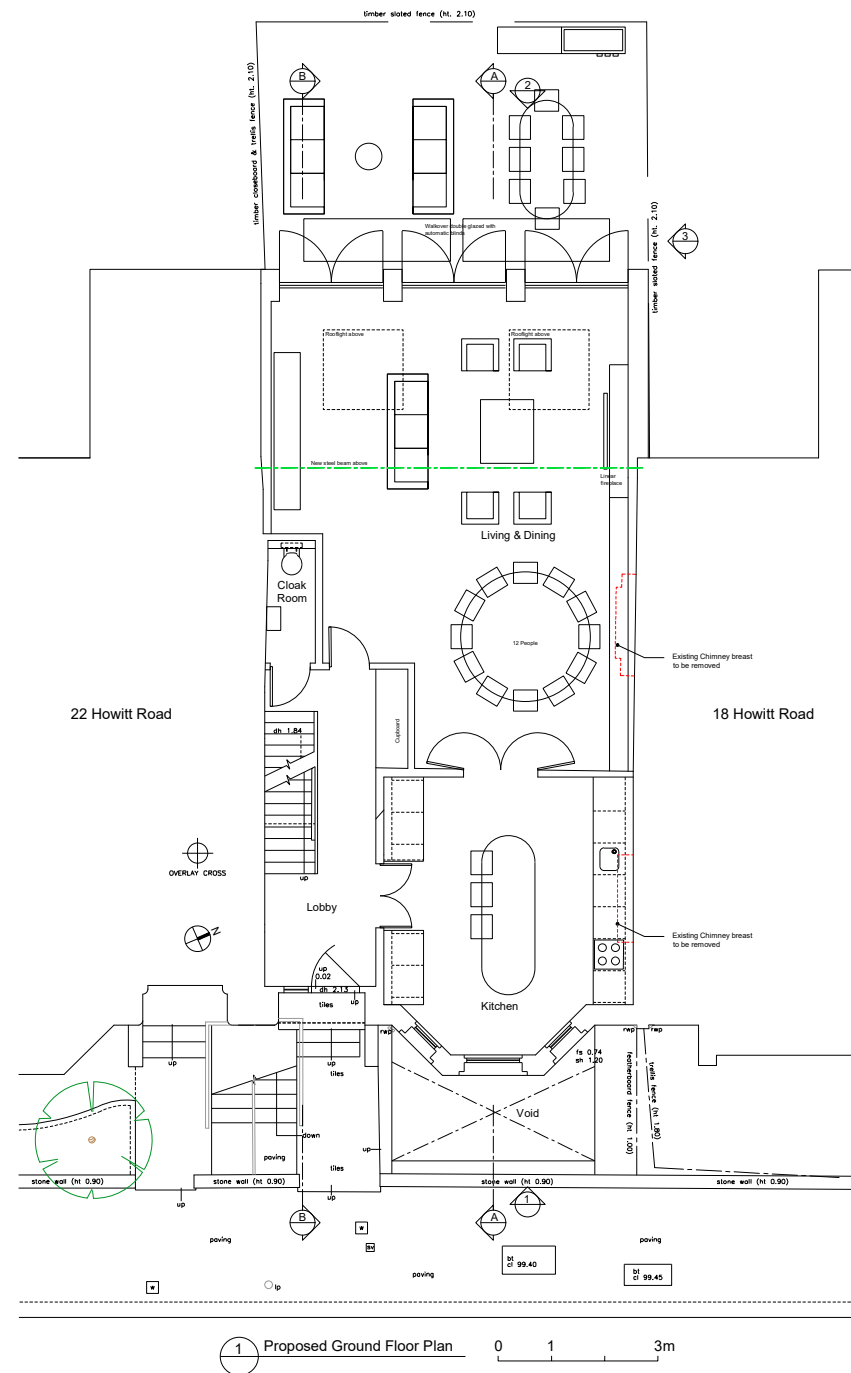 timber slated fence (ht. 2.10)
B
A
2
timber closeboard & trellis fence (ht. 2.10)
Walkover double glazed with
automatic blinds
3
timber slated fence (ht. 2.10)
Rooflight above
Rooflight above
New steel beam above
Linear
fireplace
Living & Dining
Cloak
Room
12 People
Existing Chimney breast
to be removed
22 Howitt Road
18 Howitt Road
dh 1.84
Cupboard
OVERLAY CROSS
up
Lobby
N
Existing Chimney breast
to be removed
up
0.02
dh 2.13
up
tiles
Kitchen
rwp
rwp
rwp
up
up
tiles
fs 0.74
sh 1.20
featherboard fence (ht 1.00)
trellis fence (ht 1.80)
Void
down
up
paving
tiles
stone wall (ht 0.90)
stone wall (ht 0.90)
stone wall (ht 0.90)
stone wall (ht 0.90)
up
up
1
B
A
w
sv
paving
paving
paving
bt
cl 99.40
bt
cl 99.45
w
lp
1
Proposed Ground Floor Plan
0 1 3m